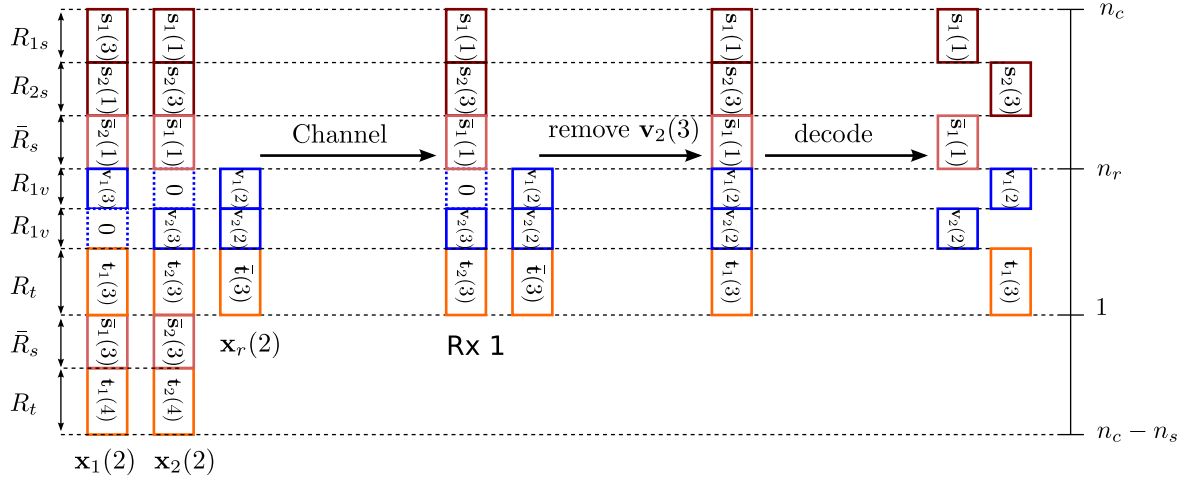 R₁ₛ
R₂ₛ
R̄ₛ
R₁ᵥ
R₁ᵥ
Rₜ
R̄ₛ
Rₜ
s₁(3)
s₂(1)
s̄₂(1)
v₁(3)
0
t₁(3)
s̄₁(3)
t₁(4)
x₁(2)
s₁(1)
s₂(3)
s̄₁(1)
0
v₂(3)
t₂(3)
s̄₂(3)
t₂(4)
x₂(2)
v₁(2)
v₂(2)
t̄(3)
xᵣ(2)
Channel
s₁(1)
s₂(3)
s̄₁(1)
0
v₂(3)
t₂(3)
Rx 1
v₁(2)
v₂(2)
t̄(3)
remove v₂(3)
s₁(1)
s₂(3)
s̄₁(1)
v₁(2)
v₂(2)
t₁(3)
decode
s₁(1)
s̄₁(1)
v₂(2)
s₂(3)
v₁(2)
t₁(3)
n_c
n_r
1
n_c − n_s